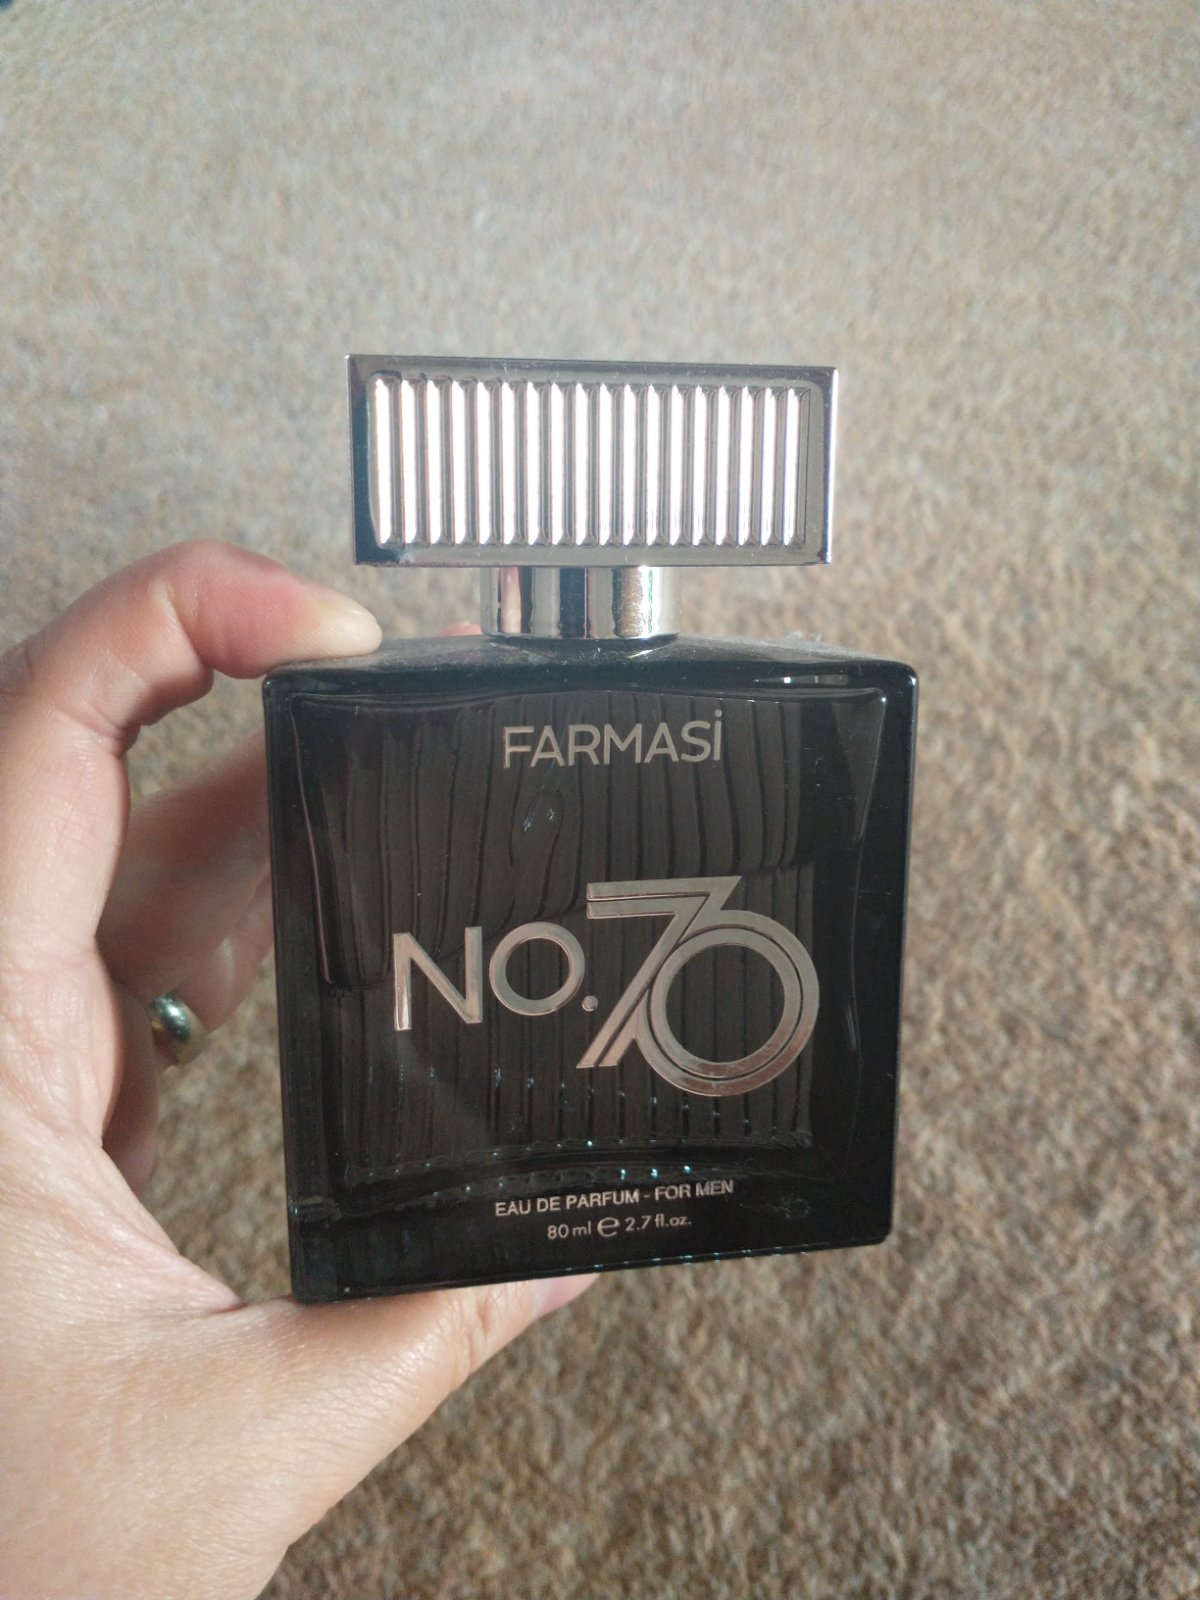 FARMASİ
No.70
EAU DE PARFUM - FOR MEN
80 ml ℮ 2.7 fl.oz.